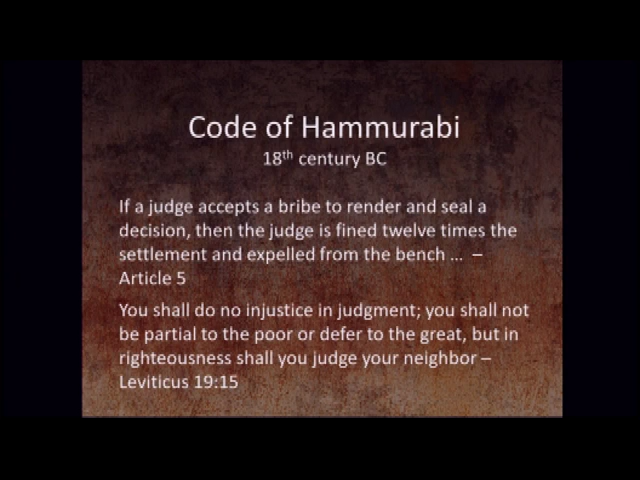 Code of Hammurabi
18th century BC
If a judge accepts a bribe to render and seal a
decision, then the judge is fined twelve times the
settlement and expelled from the bench ... –
Article 5
You shall do no injustice in judgment; you shall not
be partial to the poor or defer to the great, but in
righteousness shall you judge your neighbor –
Leviticus 19:15